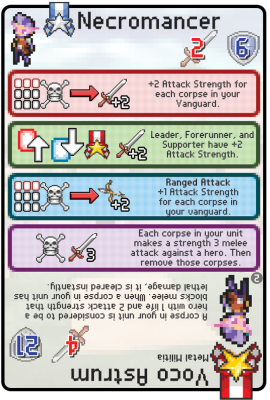 Necromancer
2
6
+2 Attack Strength for
each corpse in your
Vanguard.
+2
Leader, Forerunner, and
Supporter have +2
Attack Strength.
+2
Ranged Attack
+1 Attack Strength
for each corpse in
your vanguard.
+2
Each corpse in your unit
makes a strength 3 melee
attack against a hero. Then
remove those corpses.
3
Voco Astrum
Metal Militia
4
12
A corpse in your unit is considered to be a
hero with 1 life and 2 attack strength that
blocks melee. When a corpse in your unit has
lethal damage, it is cleared instantly.